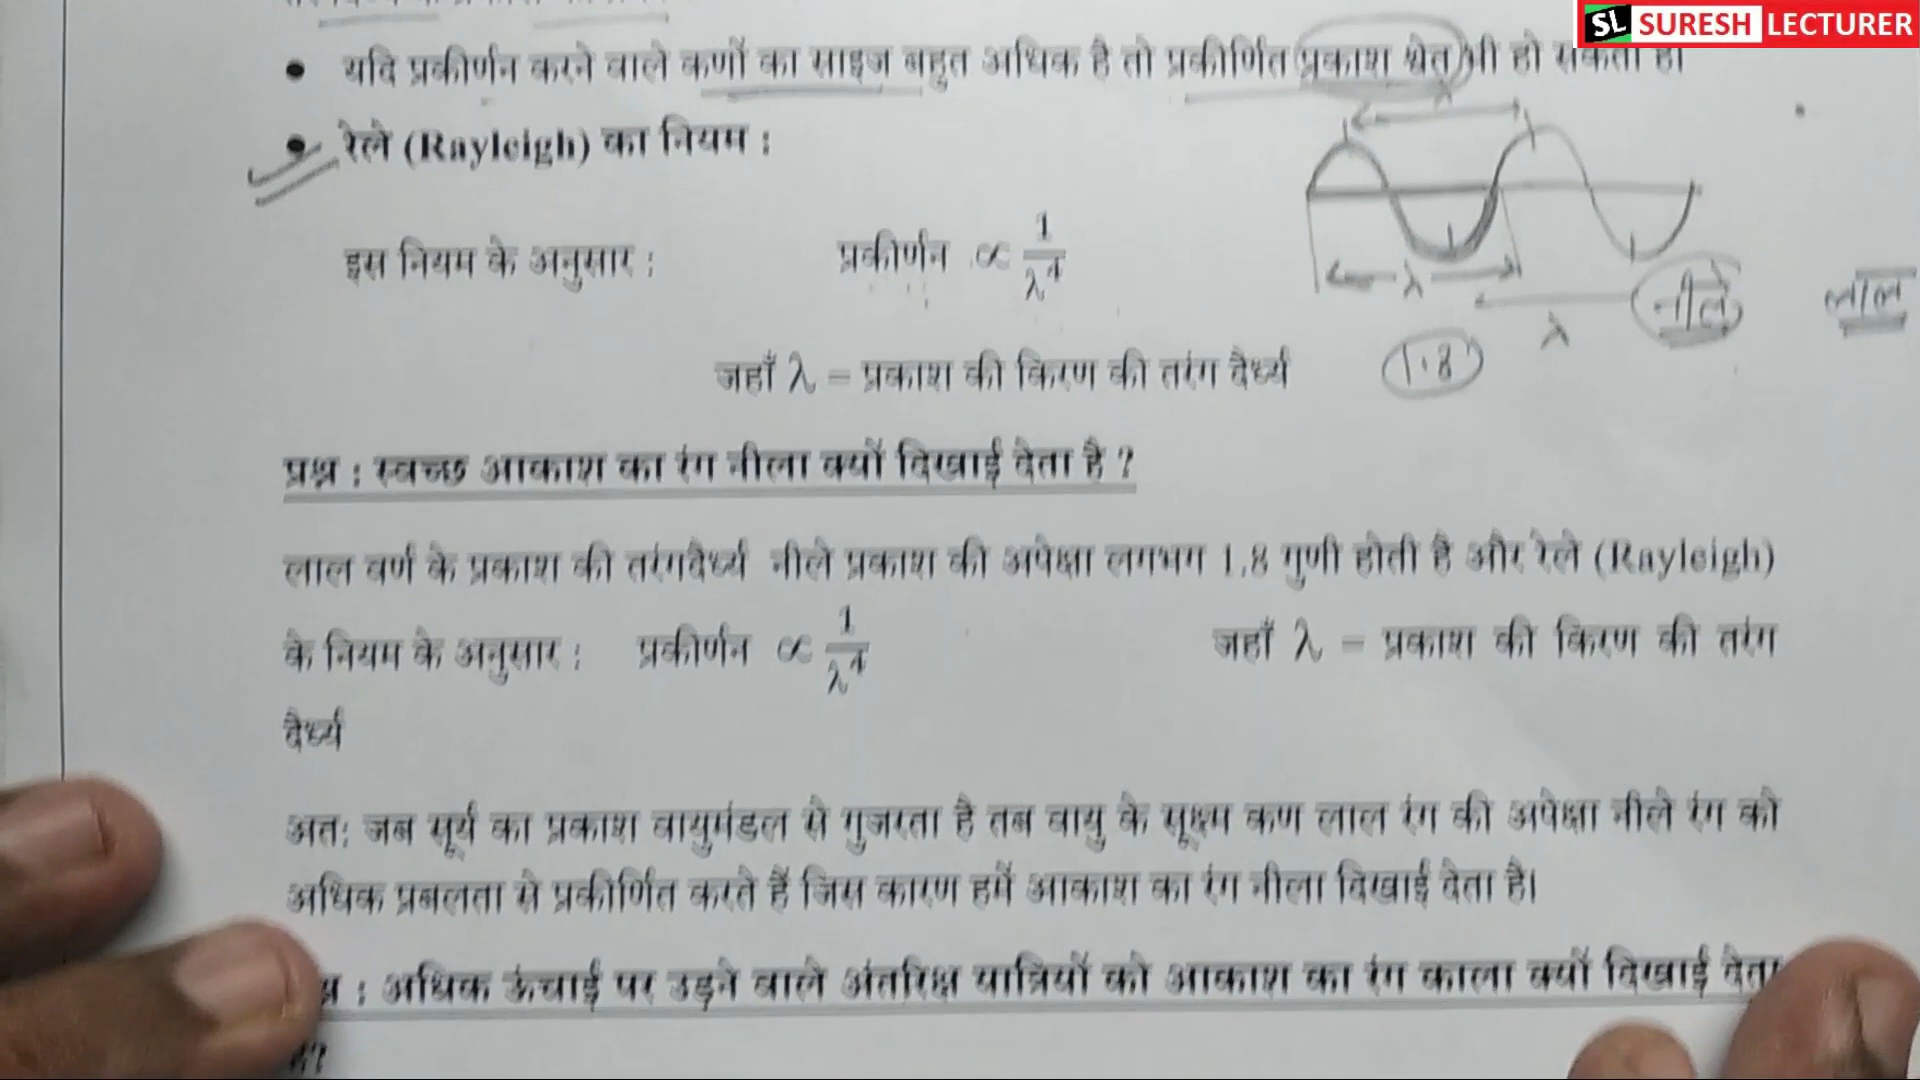 SL SURESH LECTURER
• यदि प्रकीर्णन करने वाले कणों का साइज बहुत अधिक है तो प्रकीर्णित प्रकाश श्वेत भी हो सकता है।
• रेले (Rayleigh) का नियम :
λ
इस नियम के अनुसार : प्रकीर्णन ∝ 1/λ⁴
λ
नीले लाल
λ
जहाँ λ = प्रकाश की किरण की तरंग दैर्ध्य 1.8
प्रश्न : स्वच्छ आकाश का रंग नीला क्यों दिखाई देता है ?
लाल वर्ण के प्रकाश की तरंगदैर्ध्य नीले प्रकाश की अपेक्षा लगभग 1.8 गुणी होती है और रेले (Rayleigh)
के नियम के अनुसार : प्रकीर्णन ∝ 1/λ⁴ जहाँ λ = प्रकाश की किरण की तरंग
दैर्ध्य
अतः जब सूर्य का प्रकाश वायुमंडल से गुजरता है तब वायु के सूक्ष्म कण लाल रंग की अपेक्षा नीले रंग को
अधिक प्रबलता से प्रकीर्णित करते हैं जिस कारण हमें आकाश का रंग नीला दिखाई देता है।
: अधिक ऊंचाई पर उड़ने वाले अंतरिक्ष यात्रियों को आकाश का रंग काला क्यों दिखाई देता
है?